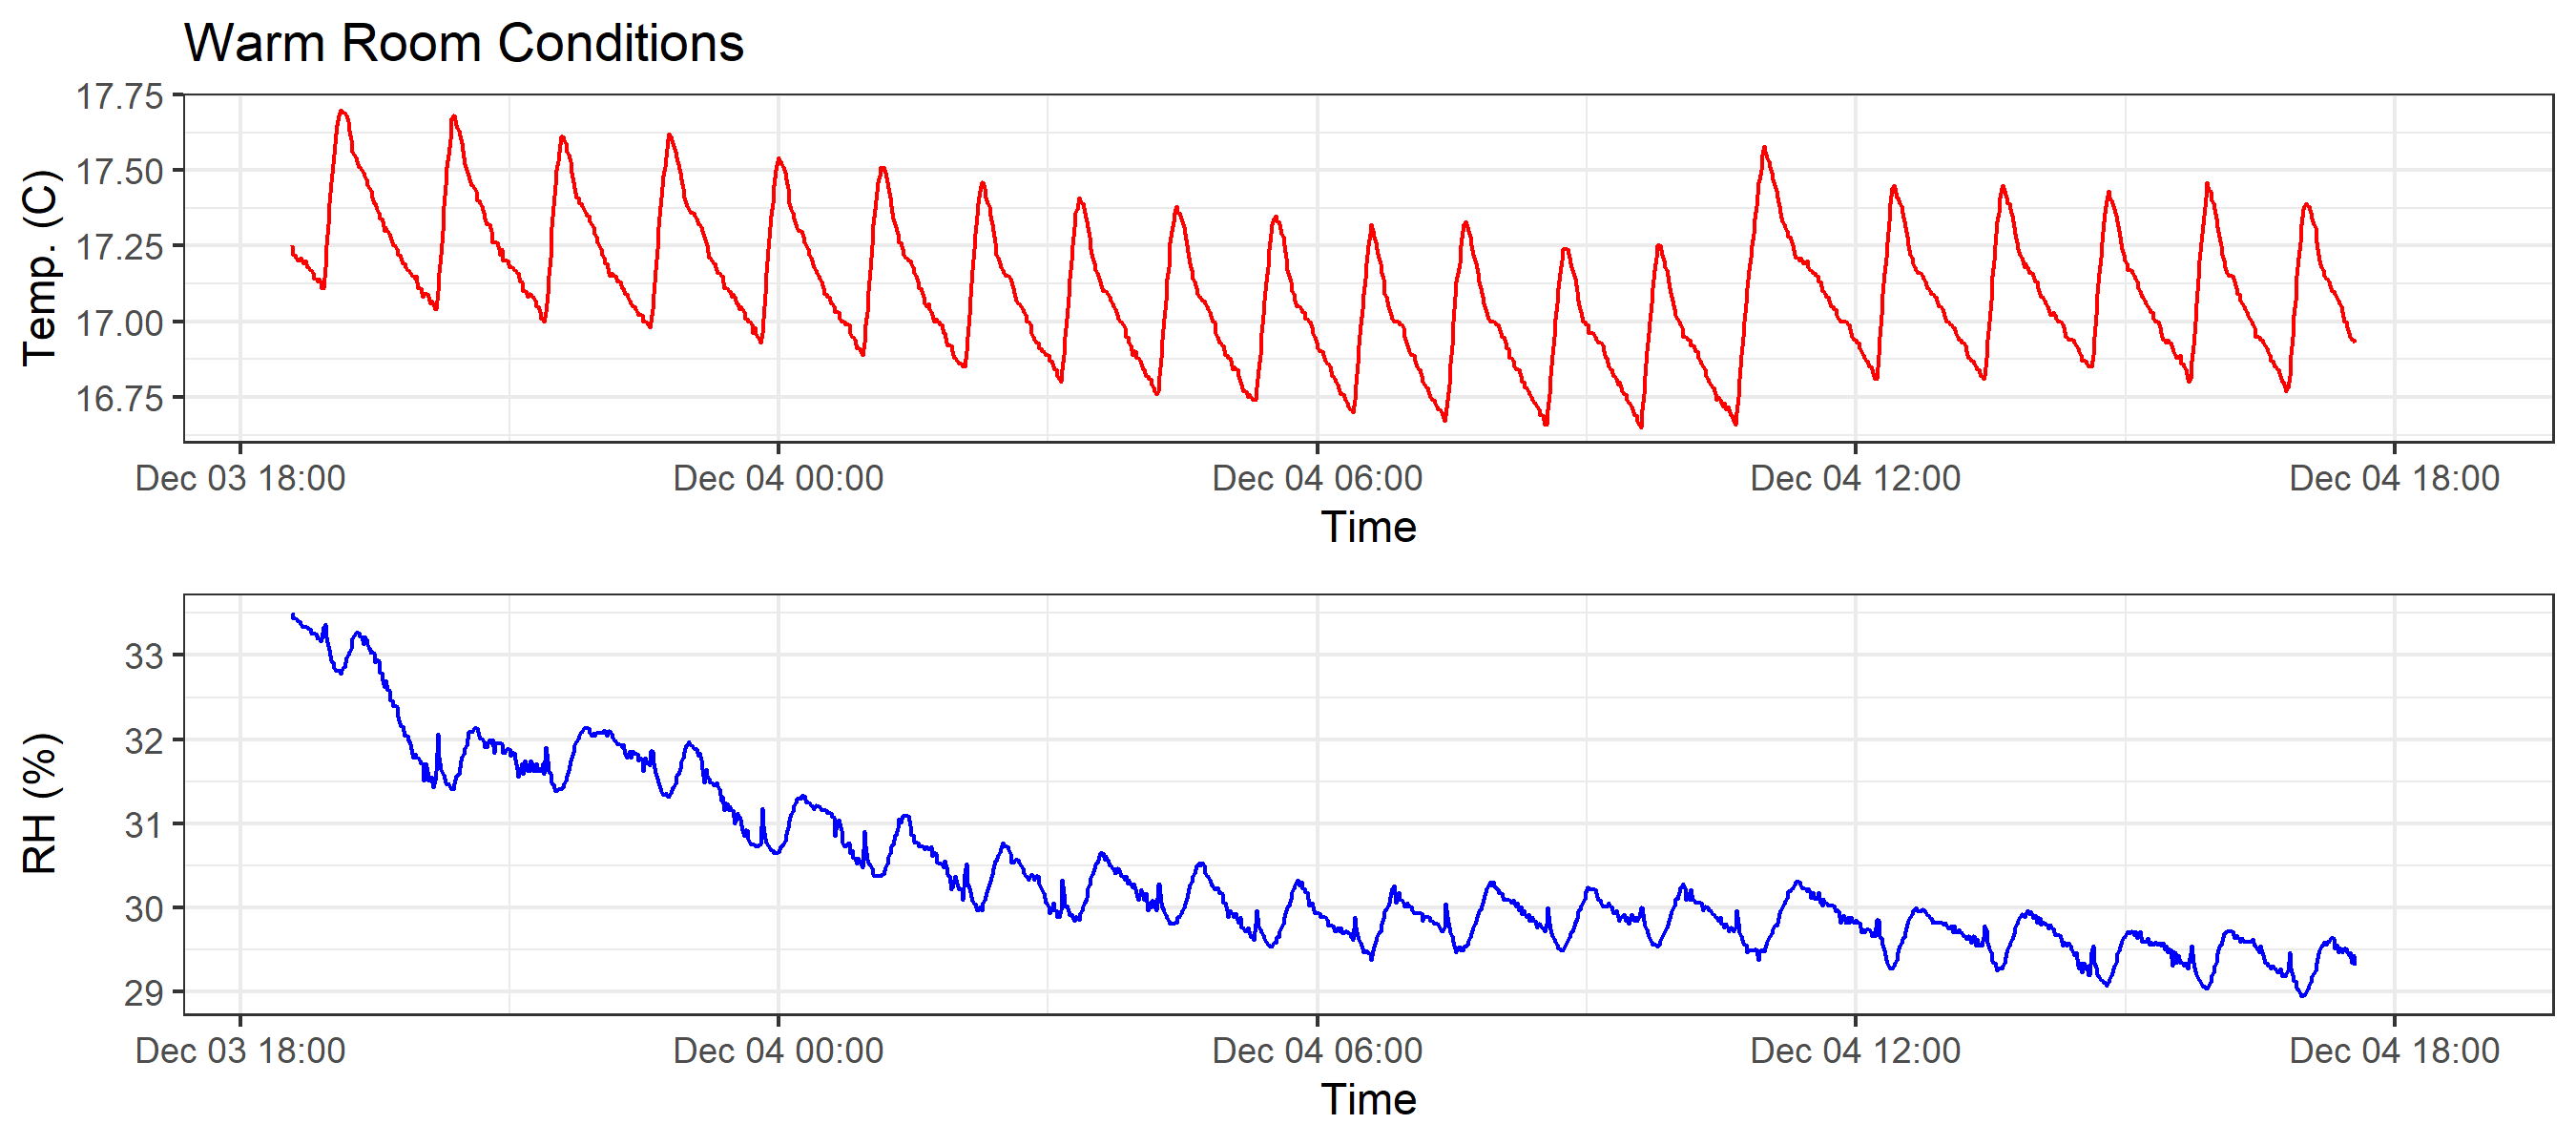 Warm Room Conditions
Temp. (C)
17.75
17.50
17.25
17.00
16.75
Dec 03 18:00 Dec 04 00:00 Dec 04 06:00 Dec 04 12:00 Dec 04 18:00
Time
RH (%)
33
32
31
30
29
Dec 03 18:00 Dec 04 00:00 Dec 04 06:00 Dec 04 12:00 Dec 04 18:00
Time